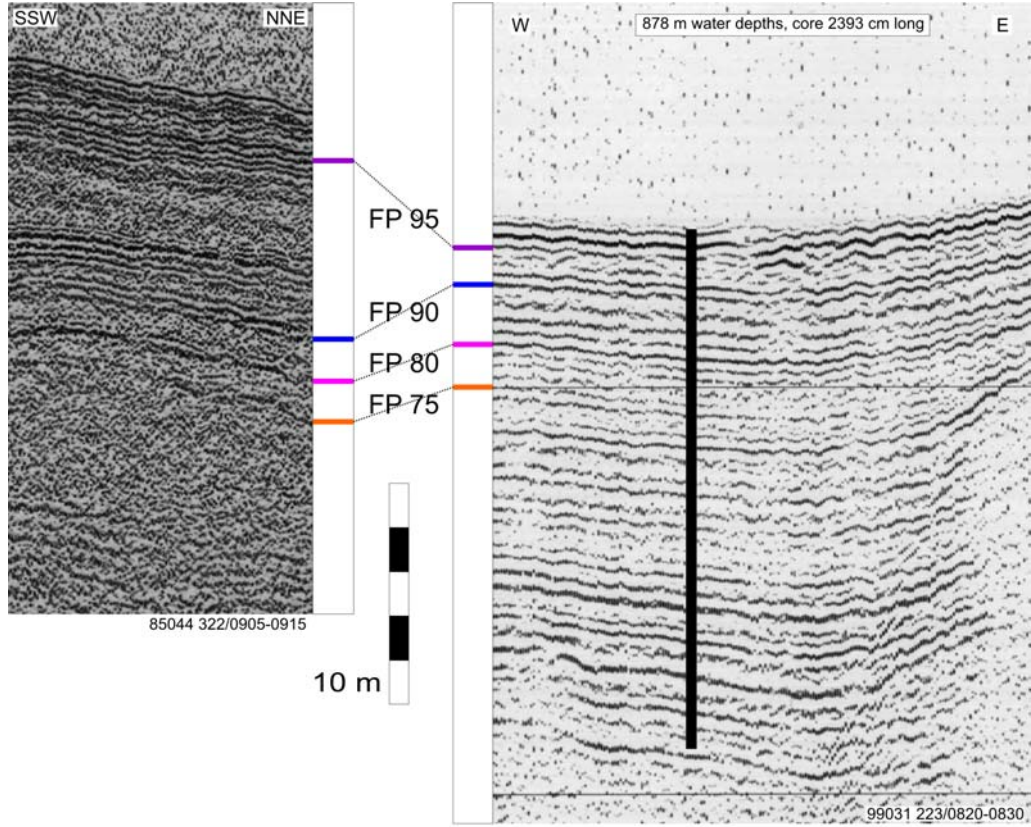 SSW
NNE
W
878 m water depths, core 2393 cm long
E
FP 95
FP 90
FP 80
FP 75
85044 322/0905-0915
10 m
99031 223/0820-0830